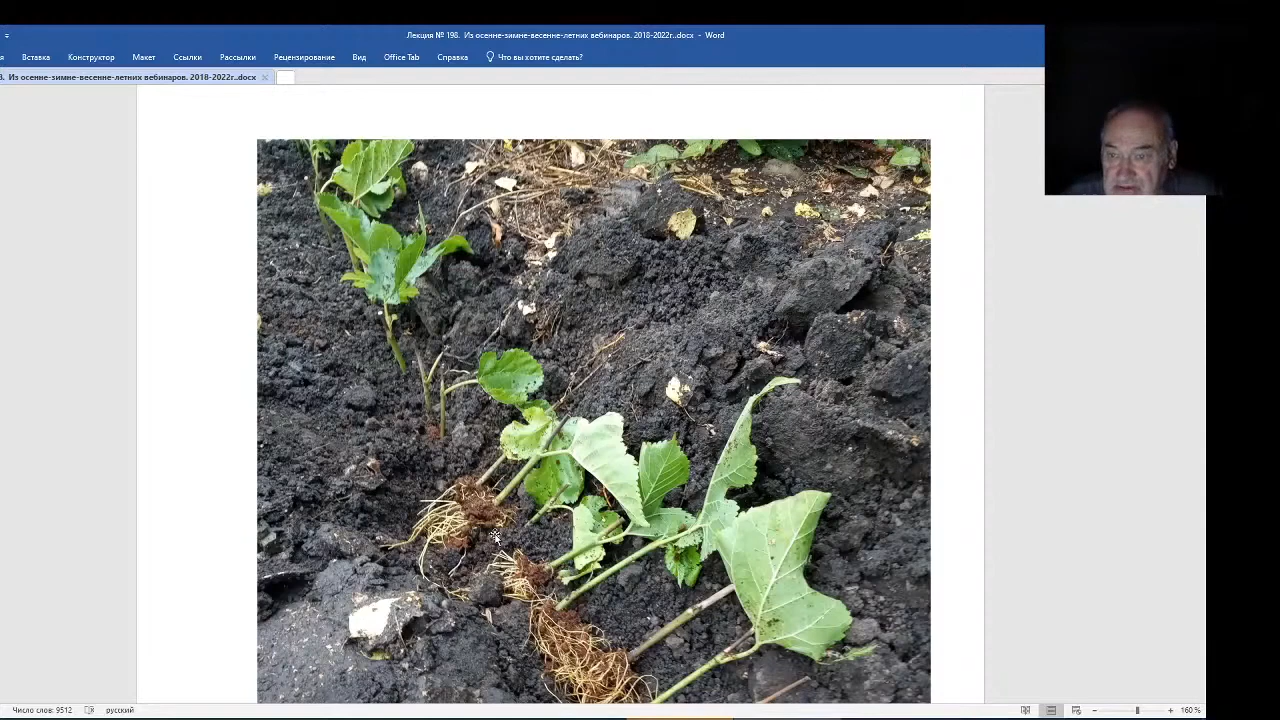 Лекция № 198. Из осенне-зимне-весенне-летних вебинаров. 2018-2022г..docx - Word
Вставка Конструктор Макет Ссылки Рассылки Рецензирование Вид Office Tab Справка Что вы хотите сделать?
8. Из осенне-зимне-весенне-летних вебинаров. 2018-2022г..docx
Число слов: 9512 русский 160 %